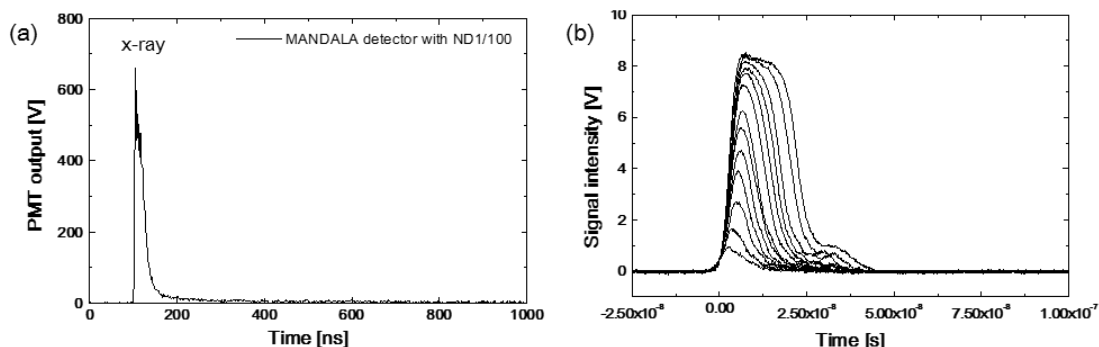 (a)
x-ray
MANDALA detector with ND1/100
PMT output [V]
800
600
400
200
0
0 200 400 600 800 1000
Time [ns]
(b)
Signal intensity [V]
10
8
6
4
2
0
-2.50x10⁻⁸ 0.00 2.50x10⁻⁸ 5.00x10⁻⁸ 7.50x10⁻⁸ 1.00x10⁻⁷
Time [s]